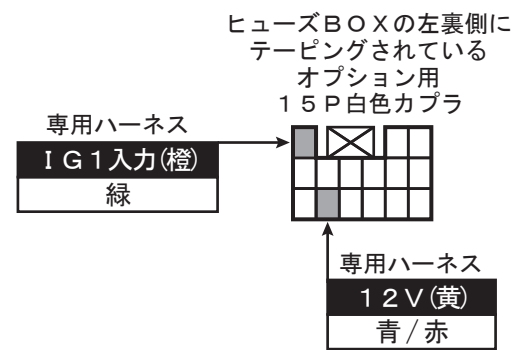 ヒューズＢＯＸの左裏側に
テーピングされている
オプション用
１５Ｐ白色カプラ
専用ハーネス
ＩＧ１入力(橙)
緑
専用ハーネス
１２Ｖ(黄)
青/赤